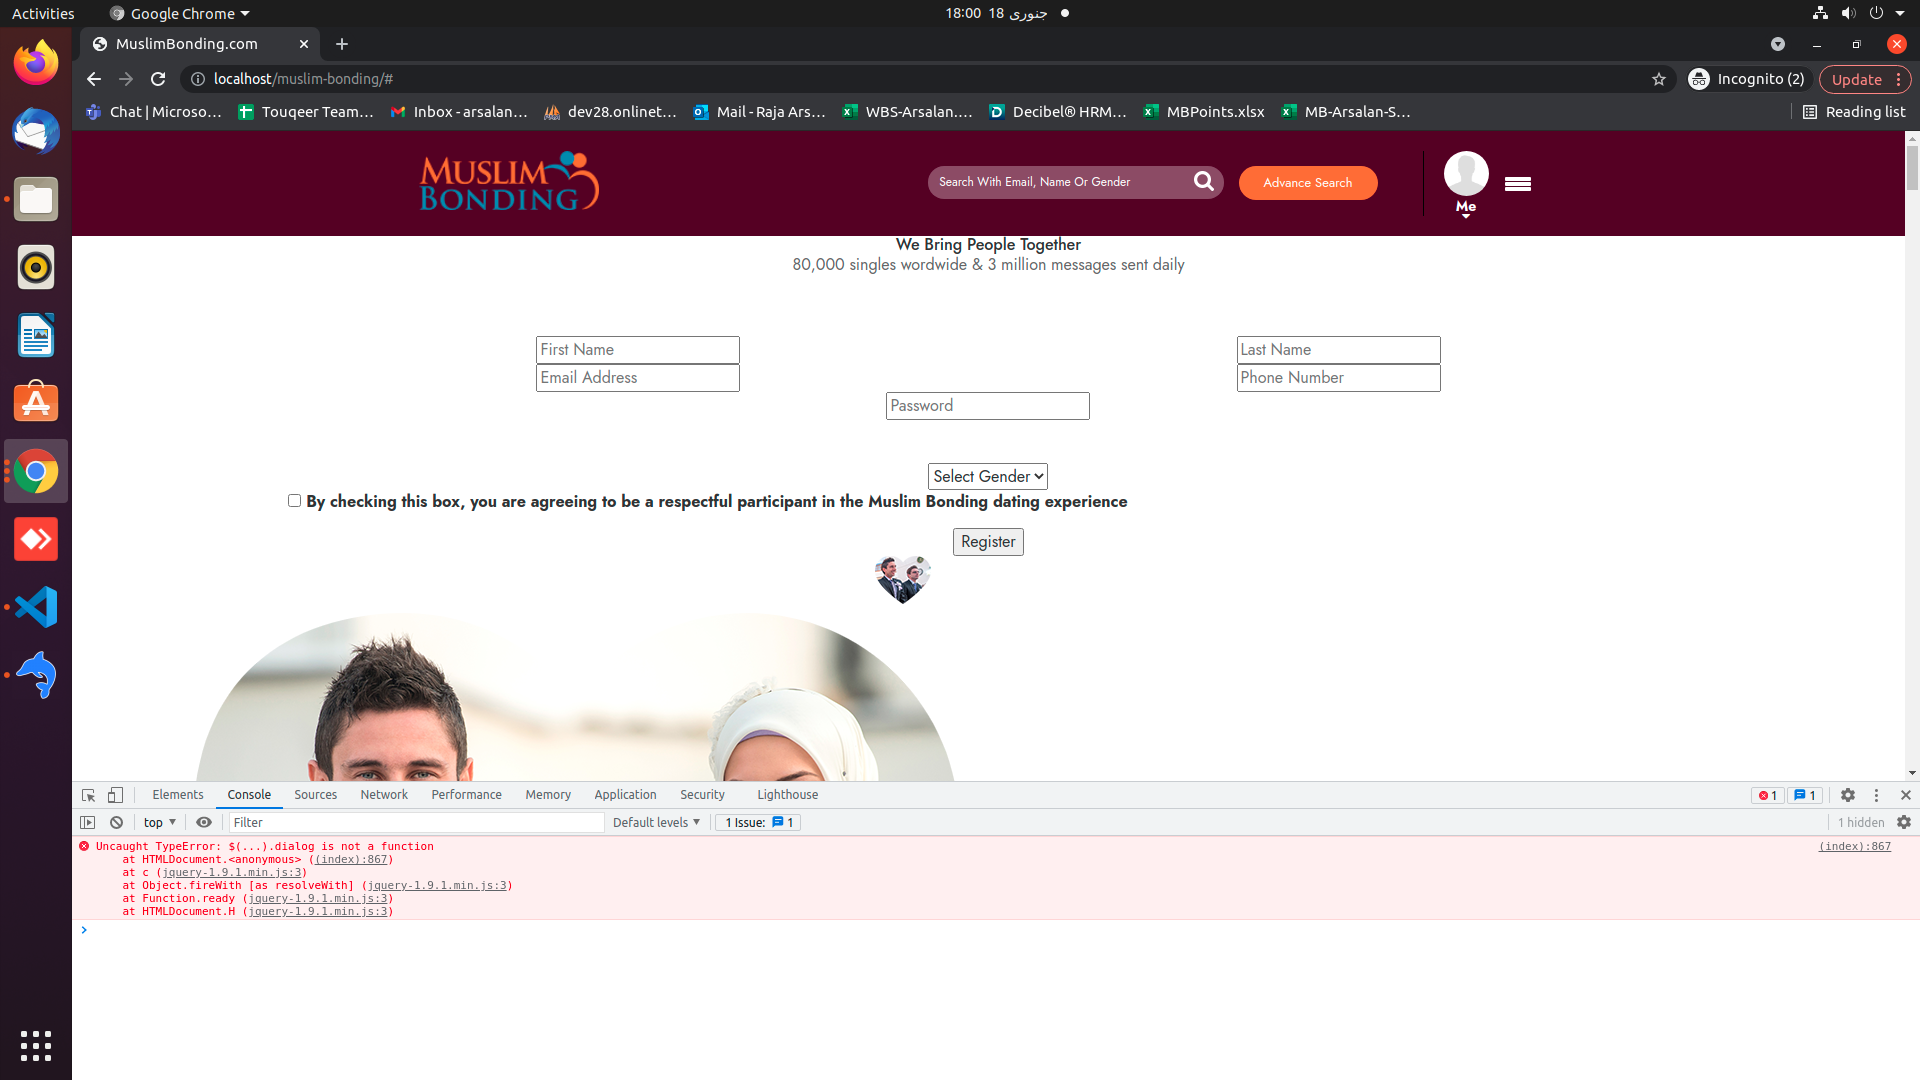 Activities
Google Chrome
18:00 18 جنوری
MuslimBonding.com
localhost/muslim-bonding/#
Incognito (2)
Update
Chat | Microso…
Touqeer Team…
Inbox - arsalan…
dev28.onlinet…
Mail - Raja Ars…
WBS-Arsalan.…
Decibel® HRM…
MBPoints.xlsx
MB-Arsalan-S…
Reading list
MUSLIM
BONDING
Search With Email, Name Or Gender
Advance Search
Me
We Bring People Together
80,000 singles wordwide & 3 million messages sent daily
First Name
Last Name
Email Address
Phone Number
Password
Select Gender
By checking this box, you are agreeing to be a respectful participant in the Muslim Bonding dating experience
Register
Elements
Console
Sources
Network
Performance
Memory
Application
Security
Lighthouse
1
1
top
Filter
Default levels
1 Issue: 1
1 hidden
Uncaught TypeError: $(...).dialog is not a function
(index):867
at HTMLDocument.<anonymous> ((index):867)
at c (jquery-1.9.1.min.js:3)
at Object.fireWith [as resolveWith] (jquery-1.9.1.min.js:3)
at Function.ready (jquery-1.9.1.min.js:3)
at HTMLDocument.H (jquery-1.9.1.min.js:3)